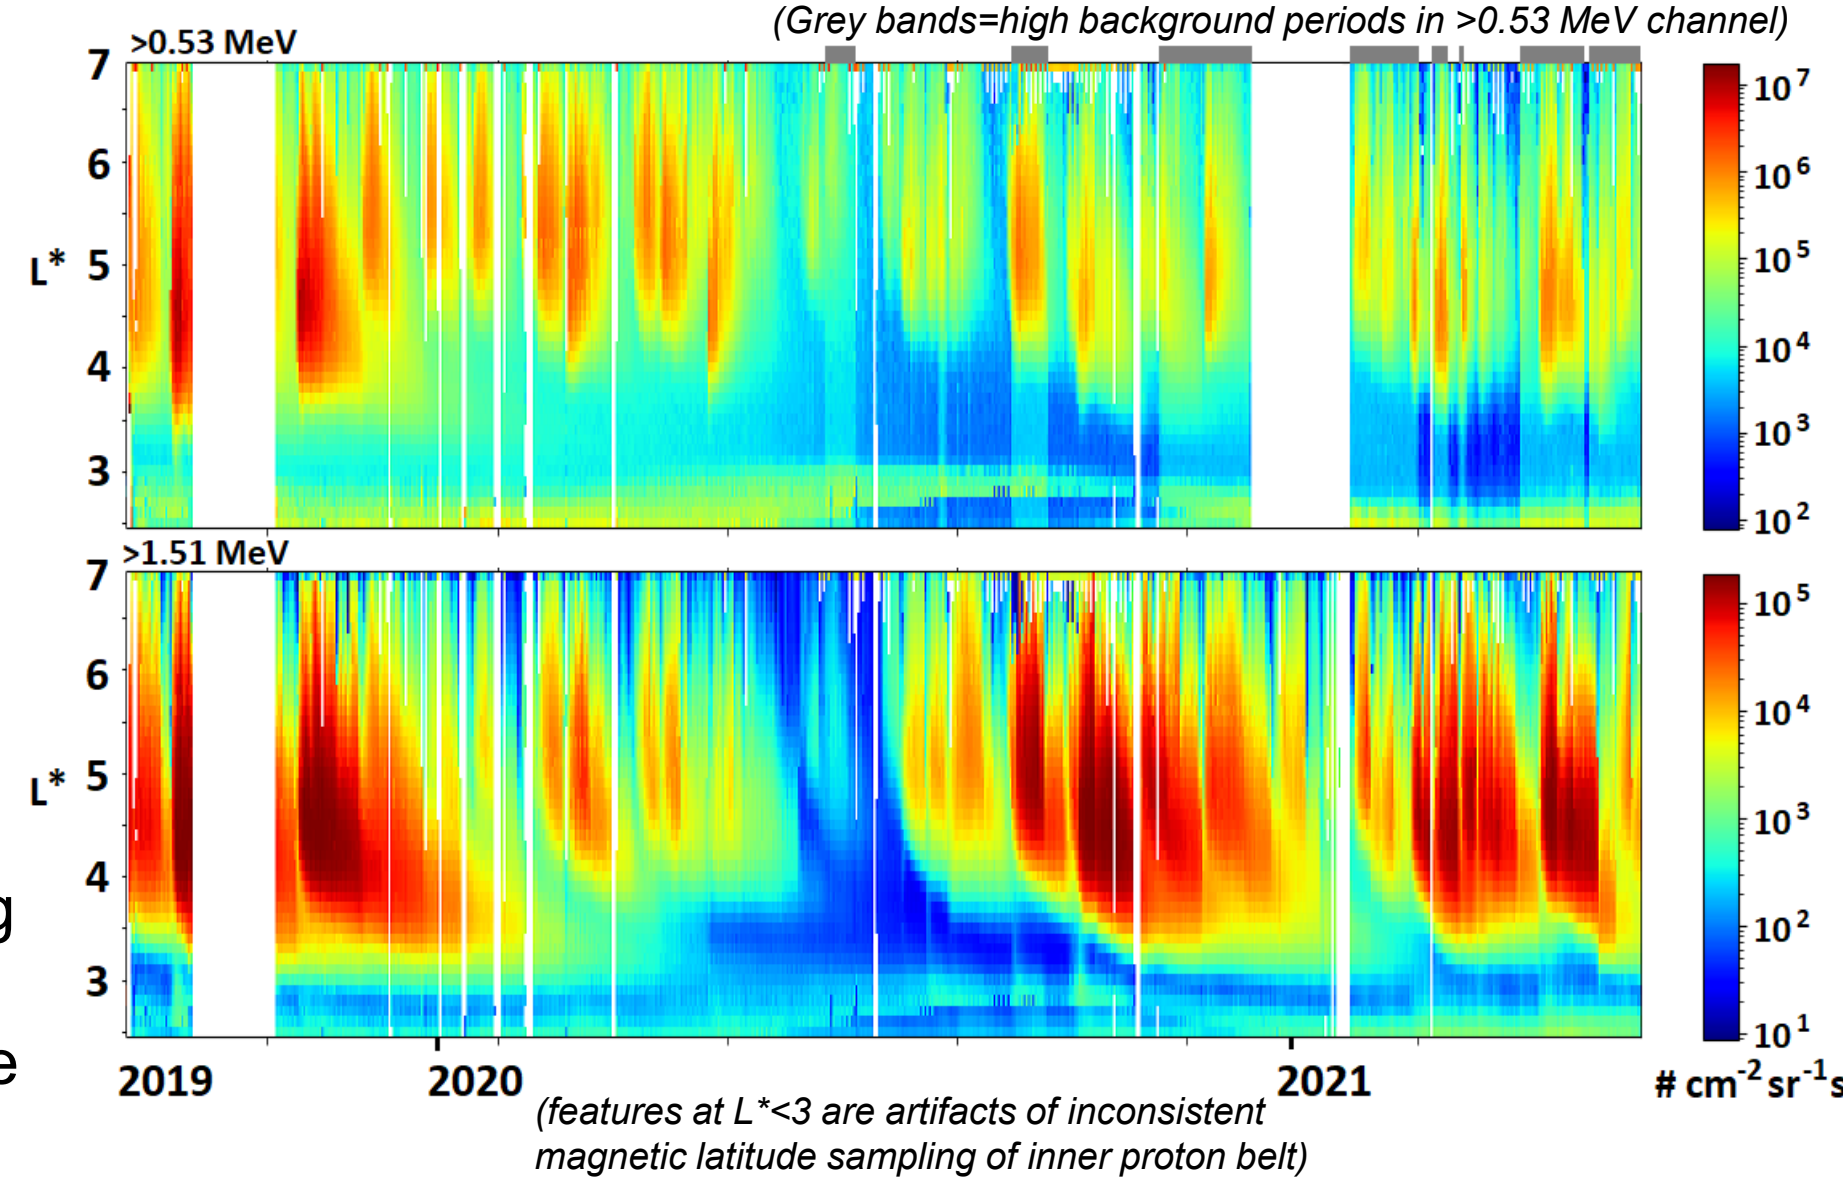 (Grey bands=high background periods in >0.53 MeV channel)
>0.53 MeV
7
6
5
4
3
L*
10^7
10^6
10^5
10^4
10^3
10^2
>1.51 MeV
7
6
5
4
3
L*
10^5
10^4
10^3
10^2
10^1
g
e
2019 2020 2021 # cm^-2 sr^-1 s
(features at L*<3 are artifacts of inconsistent
magnetic latitude sampling of inner proton belt)